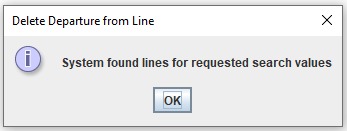 Delete Departure from Line
System found lines for requested search values
OK